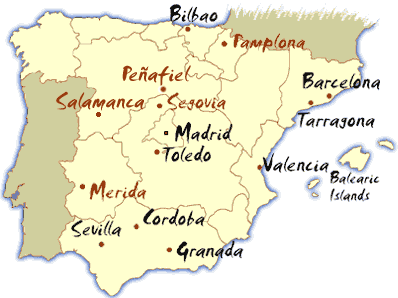 Bilbao
Pamplona
Peñafiel
Barcelona
Salamanca
Segovia
Tarragona
Madrid
Toledo
Valencia
Balearic
Islands
Merida
Cordoba
Sevilla
Granada